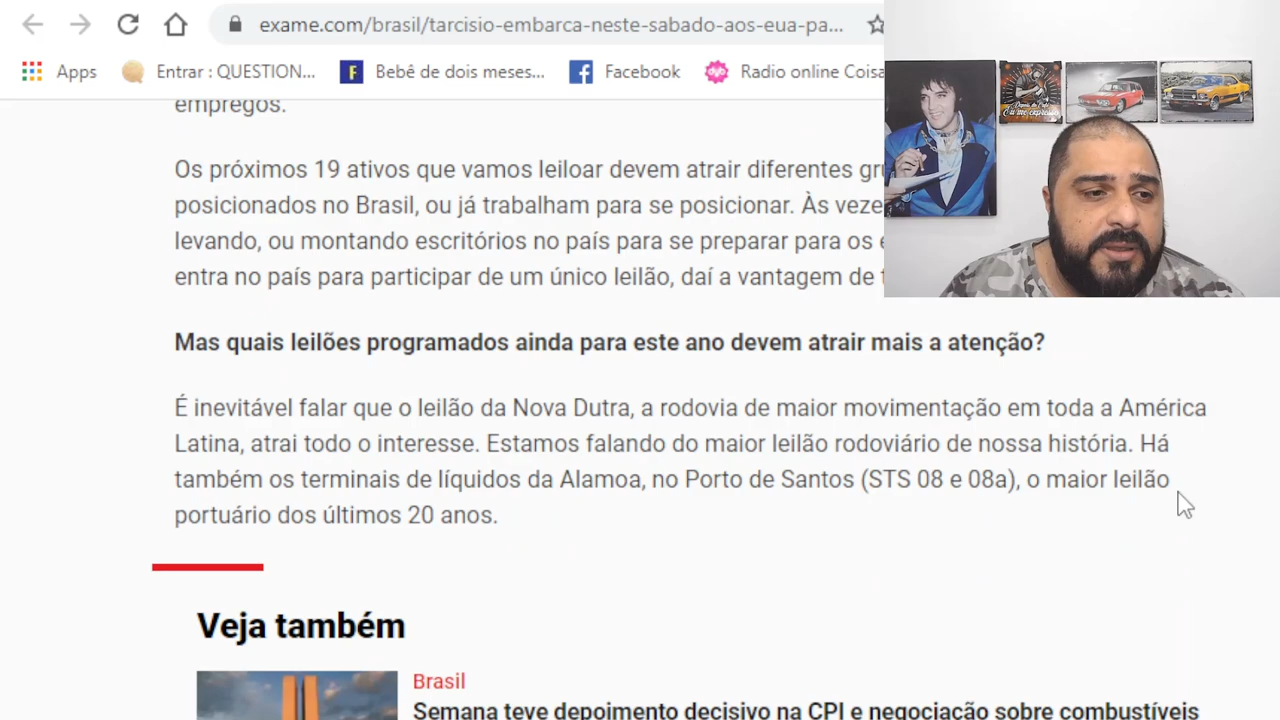 exame.com/brasil/tarcisio-embarca-neste-sabado-aos-eua-pa...
Apps
Entrar : QUESTION...
F
Bebê de dois meses...
Facebook
Radio online Coisa
empregos.
Os próximos 19 ativos que vamos leiloar devem atrair diferentes
posicionados no Brasil, ou já trabalham para se posicionar. Às
levando, ou montando escritórios no país para se preparar para os
entra no país para participar de um único leilão, daí a vantagem de
Mas quais leilões programados ainda para este ano devem atrair mais a atenção?
É inevitável falar que o leilão da Nova Dutra, a rodovia de maior movimentação em toda a América
Latina, atrai todo o interesse. Estamos falando do maior leilão rodoviário de nossa história. Há
também os terminais de líquidos da Alamoa, no Porto de Santos (STS 08 e 08a), o maior leilão
portuário dos últimos 20 anos.
Veja também
Brasil
Semana teve depoimento decisivo na CPI e negociação sobre combustíveis